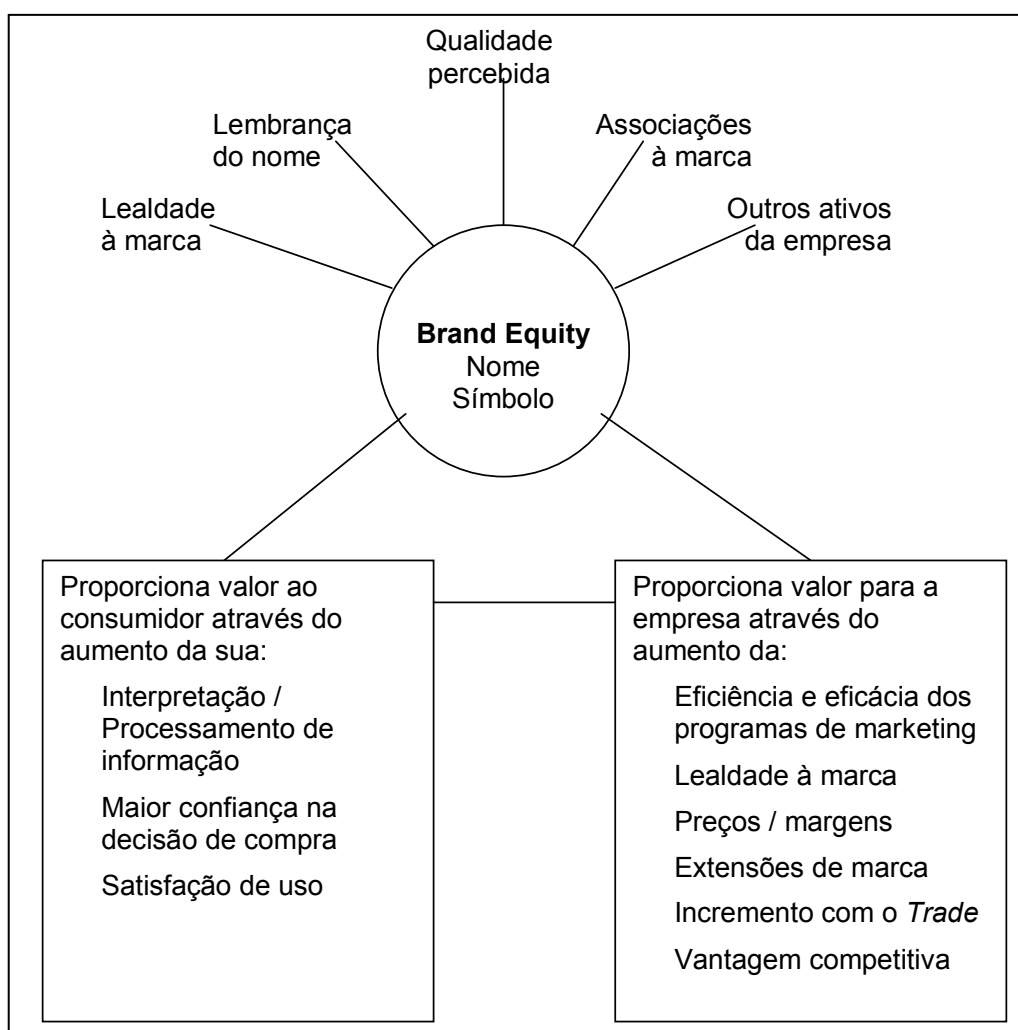 Qualidade
percebida
Lembrança
do nome
Associações
à marca
Lealdade
à marca
Outros ativos
da empresa
Brand Equity
Nome
Símbolo
Proporciona valor ao
consumidor através do
aumento da sua:
Interpretação /
Processamento de
informação
Maior confiança na
decisão de compra
Satisfação de uso
Proporciona valor para a
empresa através do
aumento da:
Eficiência e eficácia dos
programas de marketing
Lealdade à marca
Preços / margens
Extensões de marca
Incremento com o Trade
Vantagem competitiva